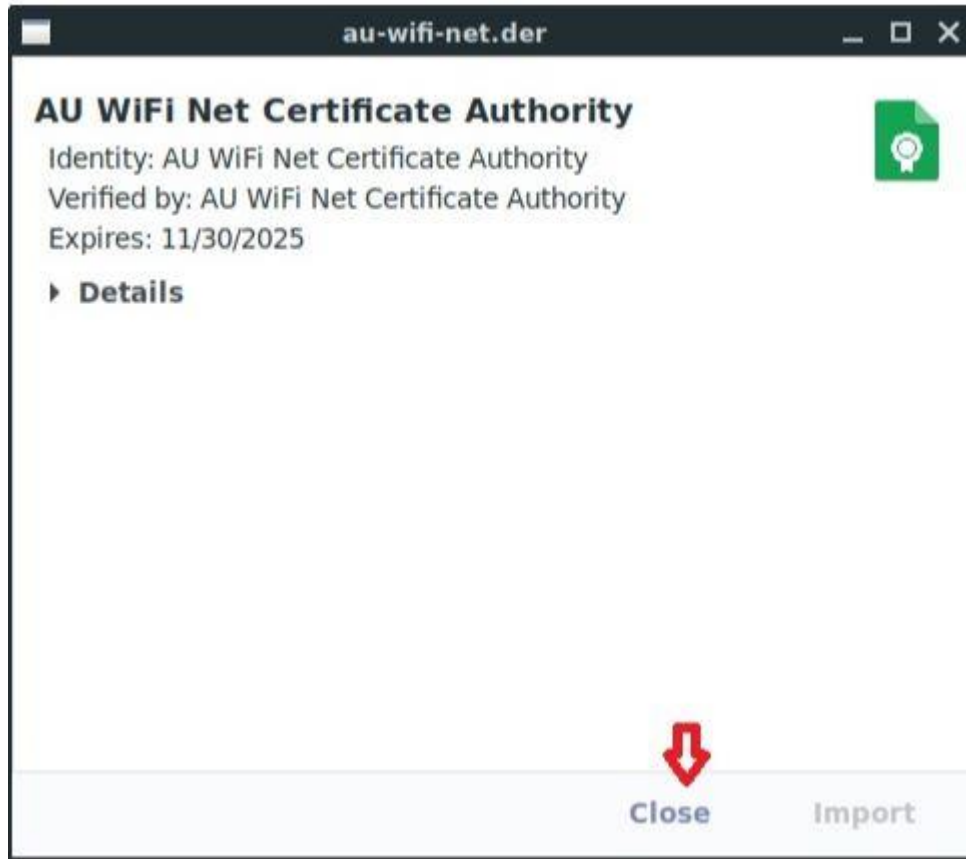 au-wifi-net.der
AU WiFi Net Certificate Authority
Identity: AU WiFi Net Certificate Authority
Verified by: AU WiFi Net Certificate Authority
Expires: 11/30/2025
Details
Close Import